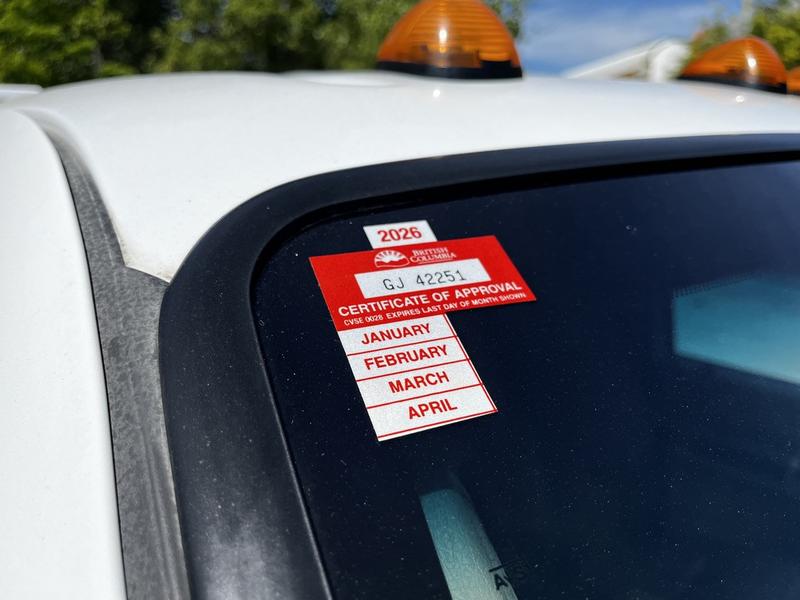 2026
BRITISH
COLUMBIA
GJ 42251
CERTIFICATE OF APPROVAL
CVSE 0028 EXPIRES LAST DAY OF MONTH SHOWN
JANUARY
FEBRUARY
MARCH
APRIL